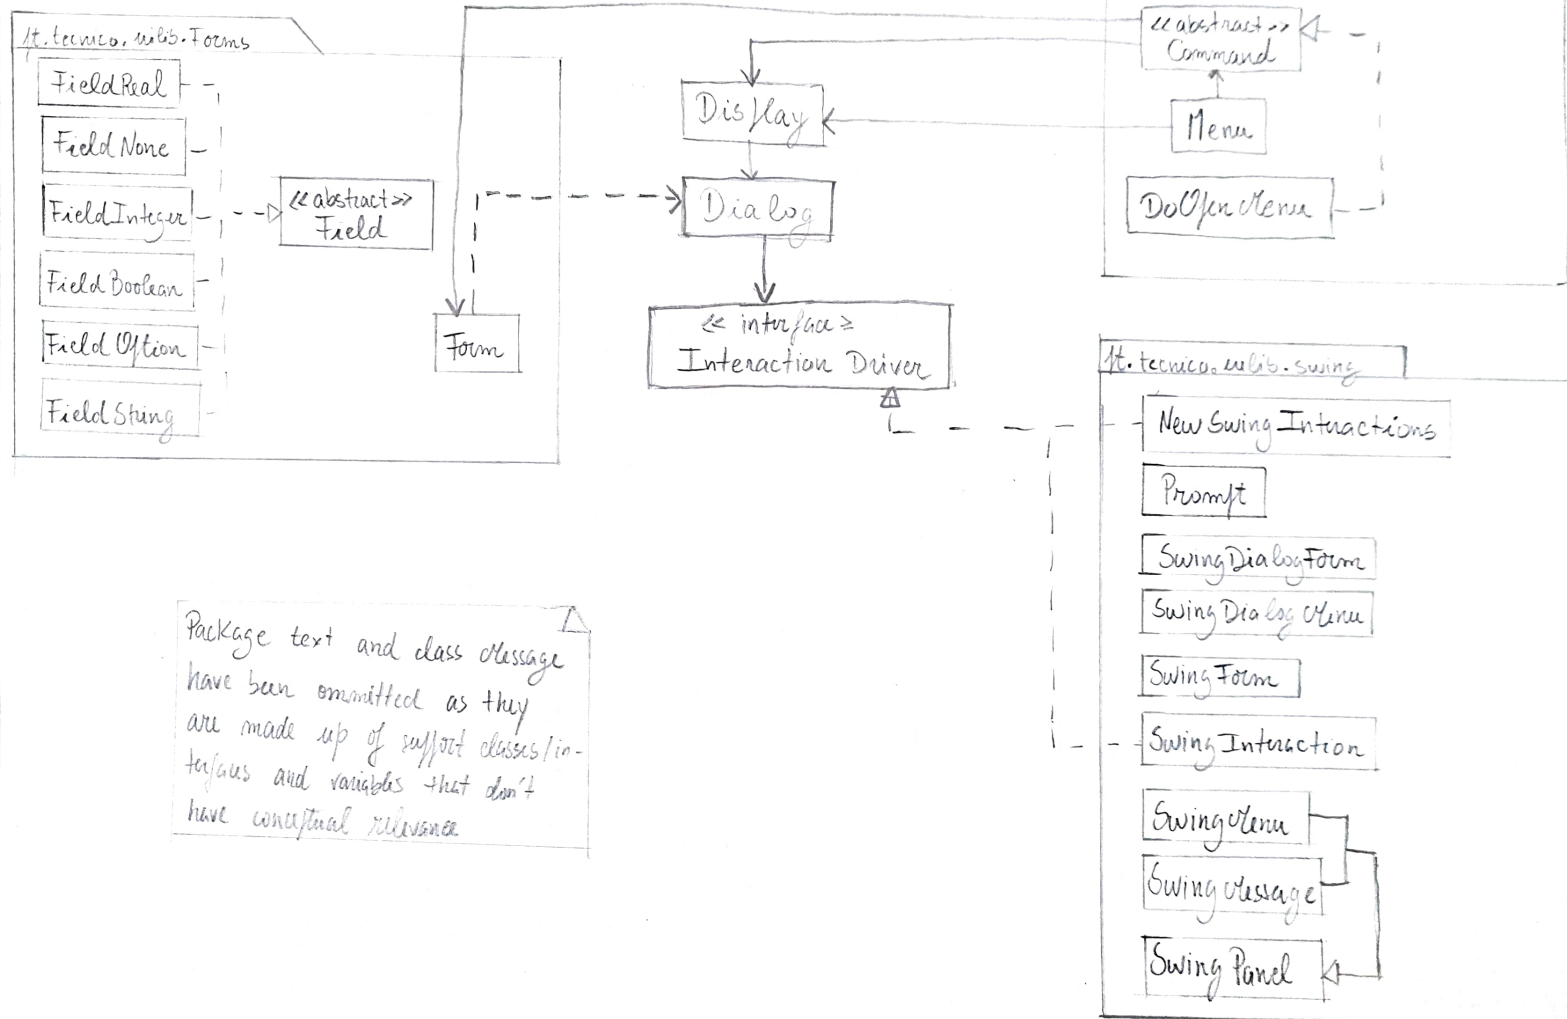 pt.tecnico.uilib.Forms
FieldReal
FieldNone
FieldInteger
FieldBoolean
FieldOption
FieldString
<<abstract>>
Field
Form
Display
Dialog
<< interface >
Interaction Driver
<<abstract>>
Command
Menu
DoOpenMenu
pt.tecnico.uilib.swing
NewSwingInteractions
Prompt
SwingDialogForm
SwingDialogMenu
SwingForm
SwingInteraction
SwingMenu
SwingMessage
SwingPanel
Package text and class Message
have been ommitted as they
are made up of support classes/in-
terfaces and variables that don't
have conceptual relevance